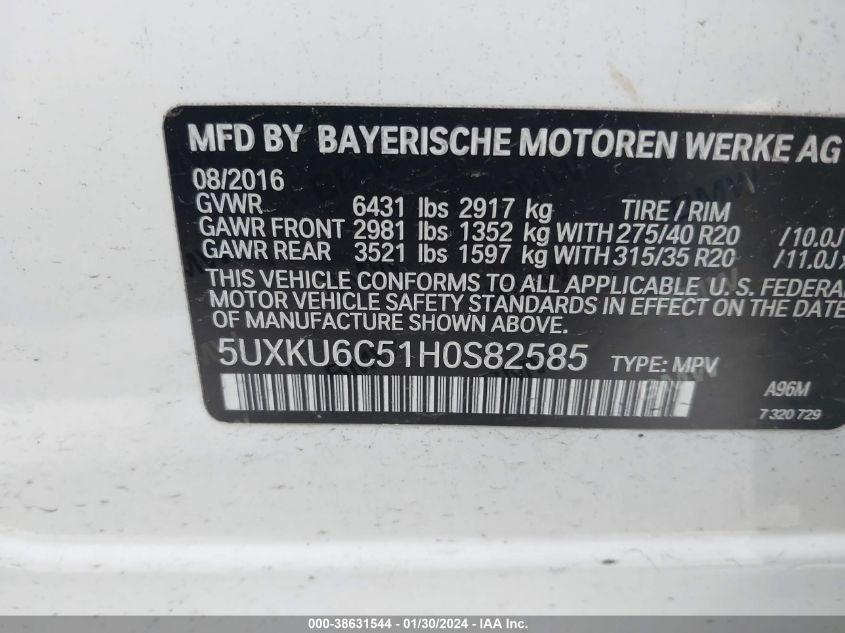 MFD BY BAYERISCHE MOTOREN WERKE AG
08/2016
GVWR 6431 lbs 2917 kg TIRE / RIM
GAWR FRONT 2981 lbs 1352 kg WITH 275/40 R20 /10.0J
GAWR REAR 3521 lbs 1597 kg WITH 315/35 R20 /11.0J x
THIS VEHICLE CONFORMS TO ALL APPLICABLE U.S. FEDERAL
MOTOR VEHICLE SAFETY STANDARDS IN EFFECT ON THE DATE
OF MANUFACTURE SHOWN ABOVE.
5UXKU6C51H0S82585 TYPE: MPV
A96M
7 320 729
000-38631544 / 01/30/2024 - IAA Inc.